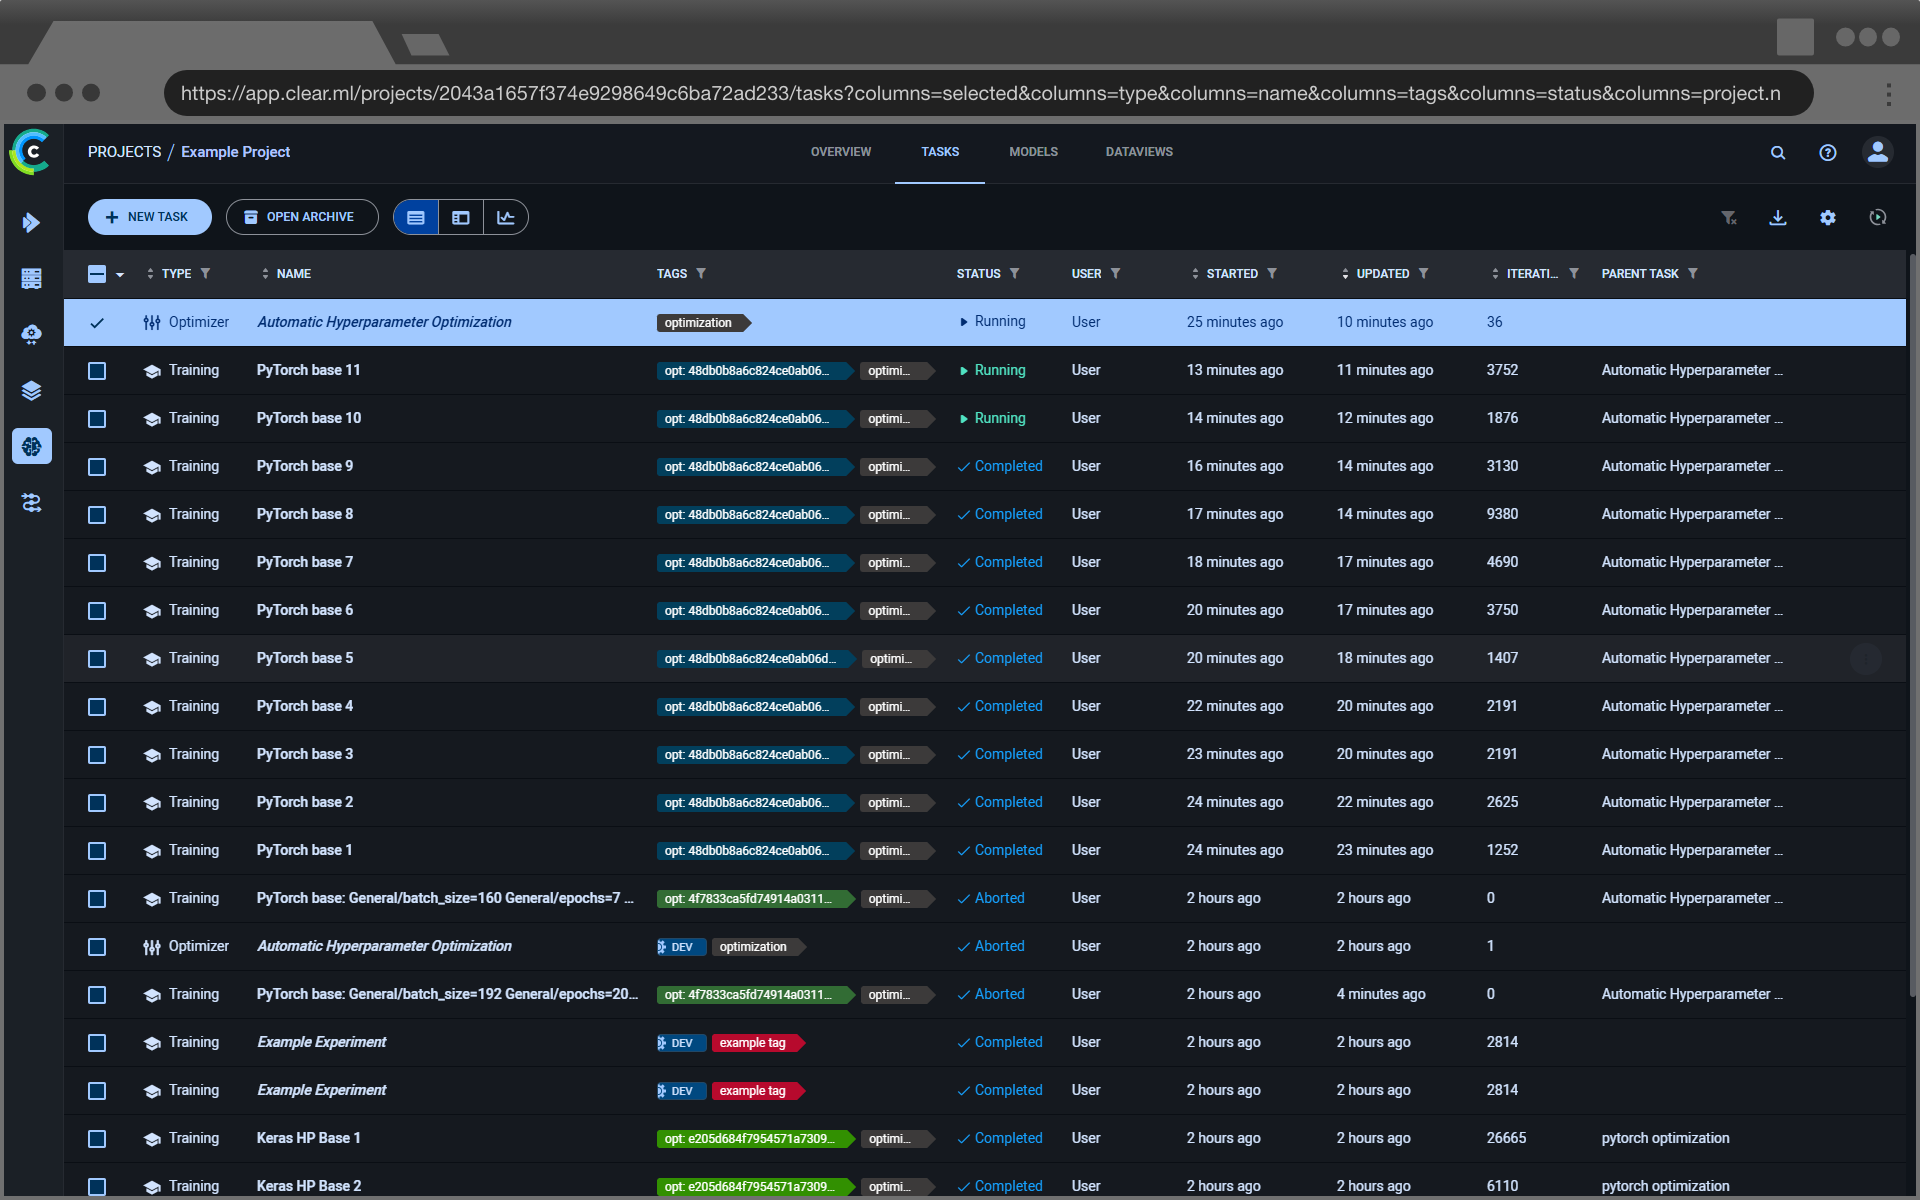 https://app.clear.ml/projects/2043a1657f374e9298649c6ba72ad233/tasks?columns=selected&columns=type&columns=name&columns=tags&columns=status&columns=project.n
PROJECTS / Example Project OVERVIEW TASKS MODELS DATAVIEWS
NEW TASK OPEN ARCHIVE
TYPE NAME TAGS STATUS USER STARTED UPDATED ITERATI... PARENT TASK
Optimizer Automatic Hyperparameter Optimization optimization Running User 25 minutes ago 10 minutes ago 36
Training PyTorch base 11 opt: 48db0b8a6c824ce0ab06... optimi... Running User 13 minutes ago 11 minutes ago 3752 Automatic Hyperparameter ...
Training PyTorch base 10 opt: 48db0b8a6c824ce0ab06... optimi... Running User 14 minutes ago 12 minutes ago 1876 Automatic Hyperparameter ...
Training PyTorch base 9 opt: 48db0b8a6c824ce0ab06... optimi... Completed User 16 minutes ago 14 minutes ago 3130 Automatic Hyperparameter ...
Training PyTorch base 8 opt: 48db0b8a6c824ce0ab06... optimi... Completed User 17 minutes ago 14 minutes ago 9380 Automatic Hyperparameter ...
Training PyTorch base 7 opt: 48db0b8a6c824ce0ab06... optimi... Completed User 18 minutes ago 17 minutes ago 4690 Automatic Hyperparameter ...
Training PyTorch base 6 opt: 48db0b8a6c824ce0ab06... optimi... Completed User 20 minutes ago 17 minutes ago 3750 Automatic Hyperparameter ...
Training PyTorch base 5 opt: 48db0b8a6c824ce0ab06d... optimi... Completed User 20 minutes ago 18 minutes ago 1407 Automatic Hyperparameter ...
Training PyTorch base 4 opt: 48db0b8a6c824ce0ab06... optimi... Completed User 22 minutes ago 20 minutes ago 2191 Automatic Hyperparameter ...
Training PyTorch base 3 opt: 48db0b8a6c824ce0ab06... optimi... Completed User 23 minutes ago 20 minutes ago 2191 Automatic Hyperparameter ...
Training PyTorch base 2 opt: 48db0b8a6c824ce0ab06... optimi... Completed User 24 minutes ago 22 minutes ago 2625 Automatic Hyperparameter ...
Training PyTorch base 1 opt: 48db0b8a6c824ce0ab06... optimi... Completed User 24 minutes ago 23 minutes ago 1252 Automatic Hyperparameter ...
Training PyTorch base: General/batch_size=160 General/epochs=7 ... opt: 4f7833ca5fd74914a0311... optimi... Aborted User 2 hours ago 2 hours ago 0 Automatic Hyperparameter ...
Optimizer Automatic Hyperparameter Optimization DEV optimization Aborted User 2 hours ago 2 hours ago 1
Training PyTorch base: General/batch_size=192 General/epochs=20... opt: 4f7833ca5fd74914a0311... optimi... Aborted User 2 hours ago 4 minutes ago 0 Automatic Hyperparameter ...
Training Example Experiment DEV example tag Completed User 2 hours ago 2 hours ago 2814
Training Example Experiment DEV example tag Completed User 2 hours ago 2 hours ago 2814
Training Keras HP Base 1 opt: e205d684f7954571a7309... optimi... Completed User 2 hours ago 2 hours ago 26665 pytorch optimization
Training Keras HP Base 2 opt: e205d684f7954571a7309... optimi... Completed User 2 hours ago 2 hours ago 6110 pytorch optimization